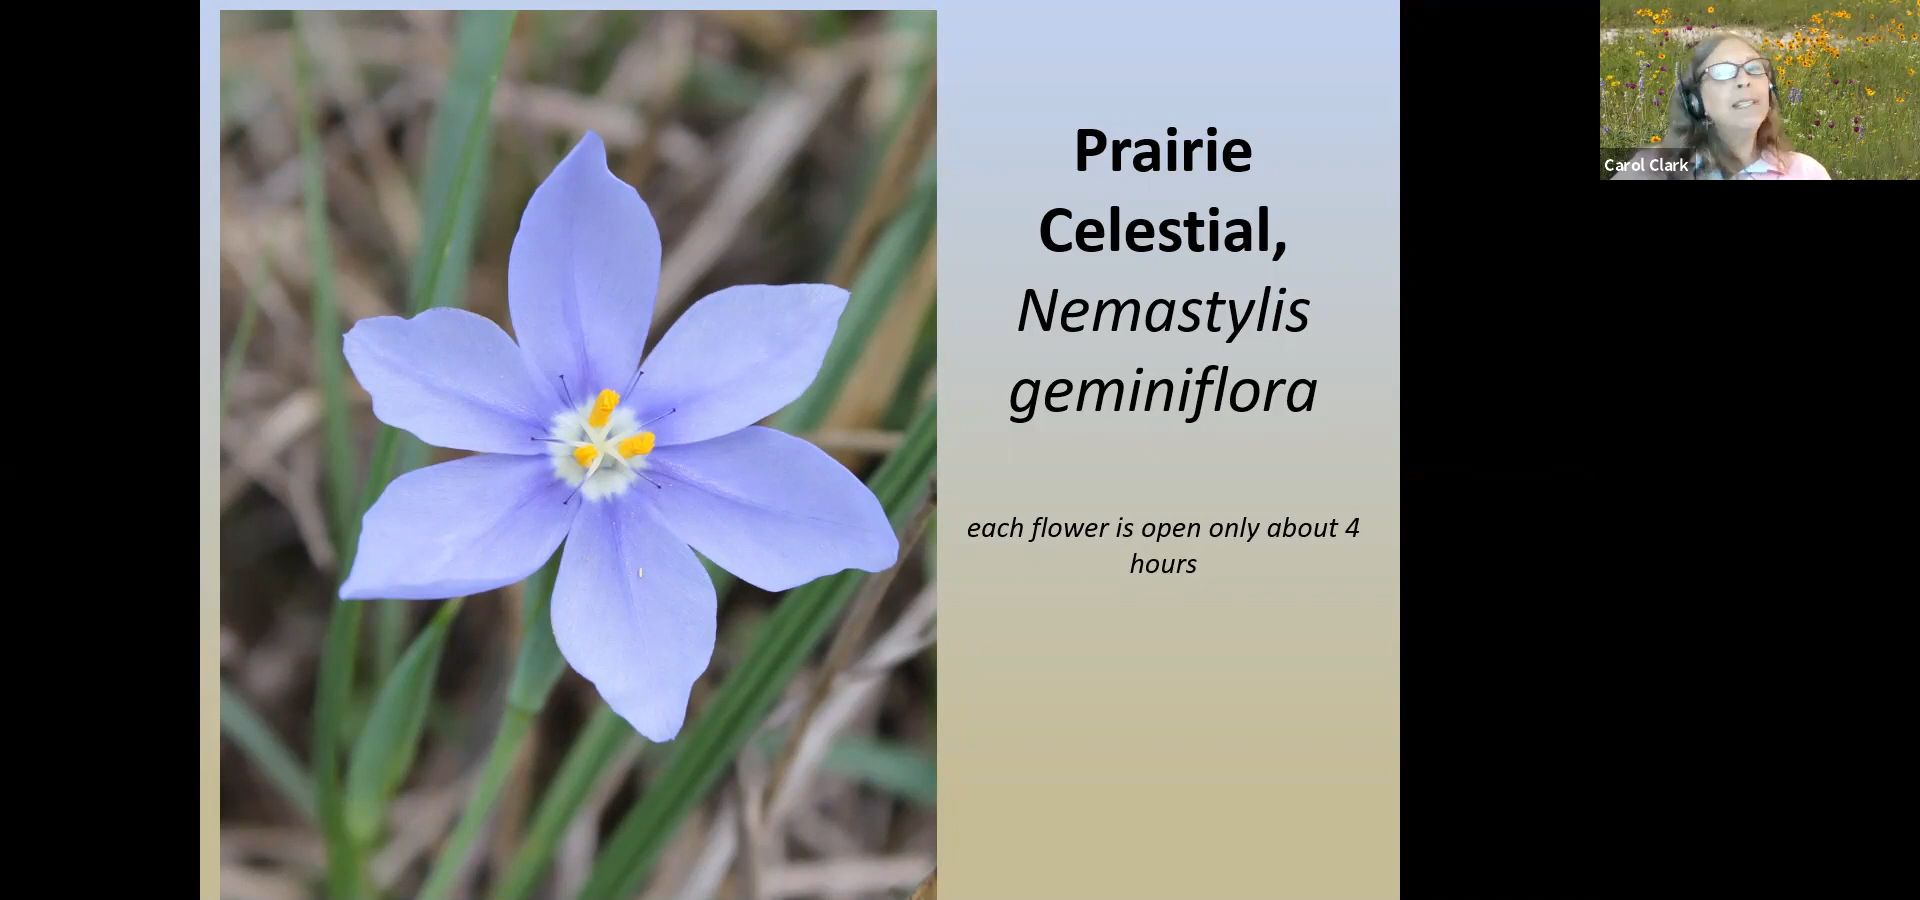 Prairie
Celestial,
Nemastylis
geminiflora
each flower is open only about 4
hours
Carol Clark